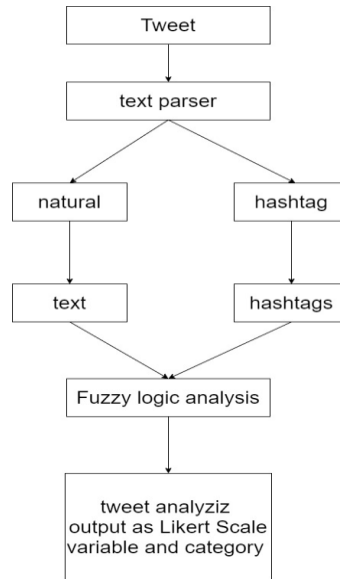 Tweet
text parser
natural
hashtag
text
hashtags
Fuzzy logic analysis
tweet analyziz
output as Likert Scale
variable and category